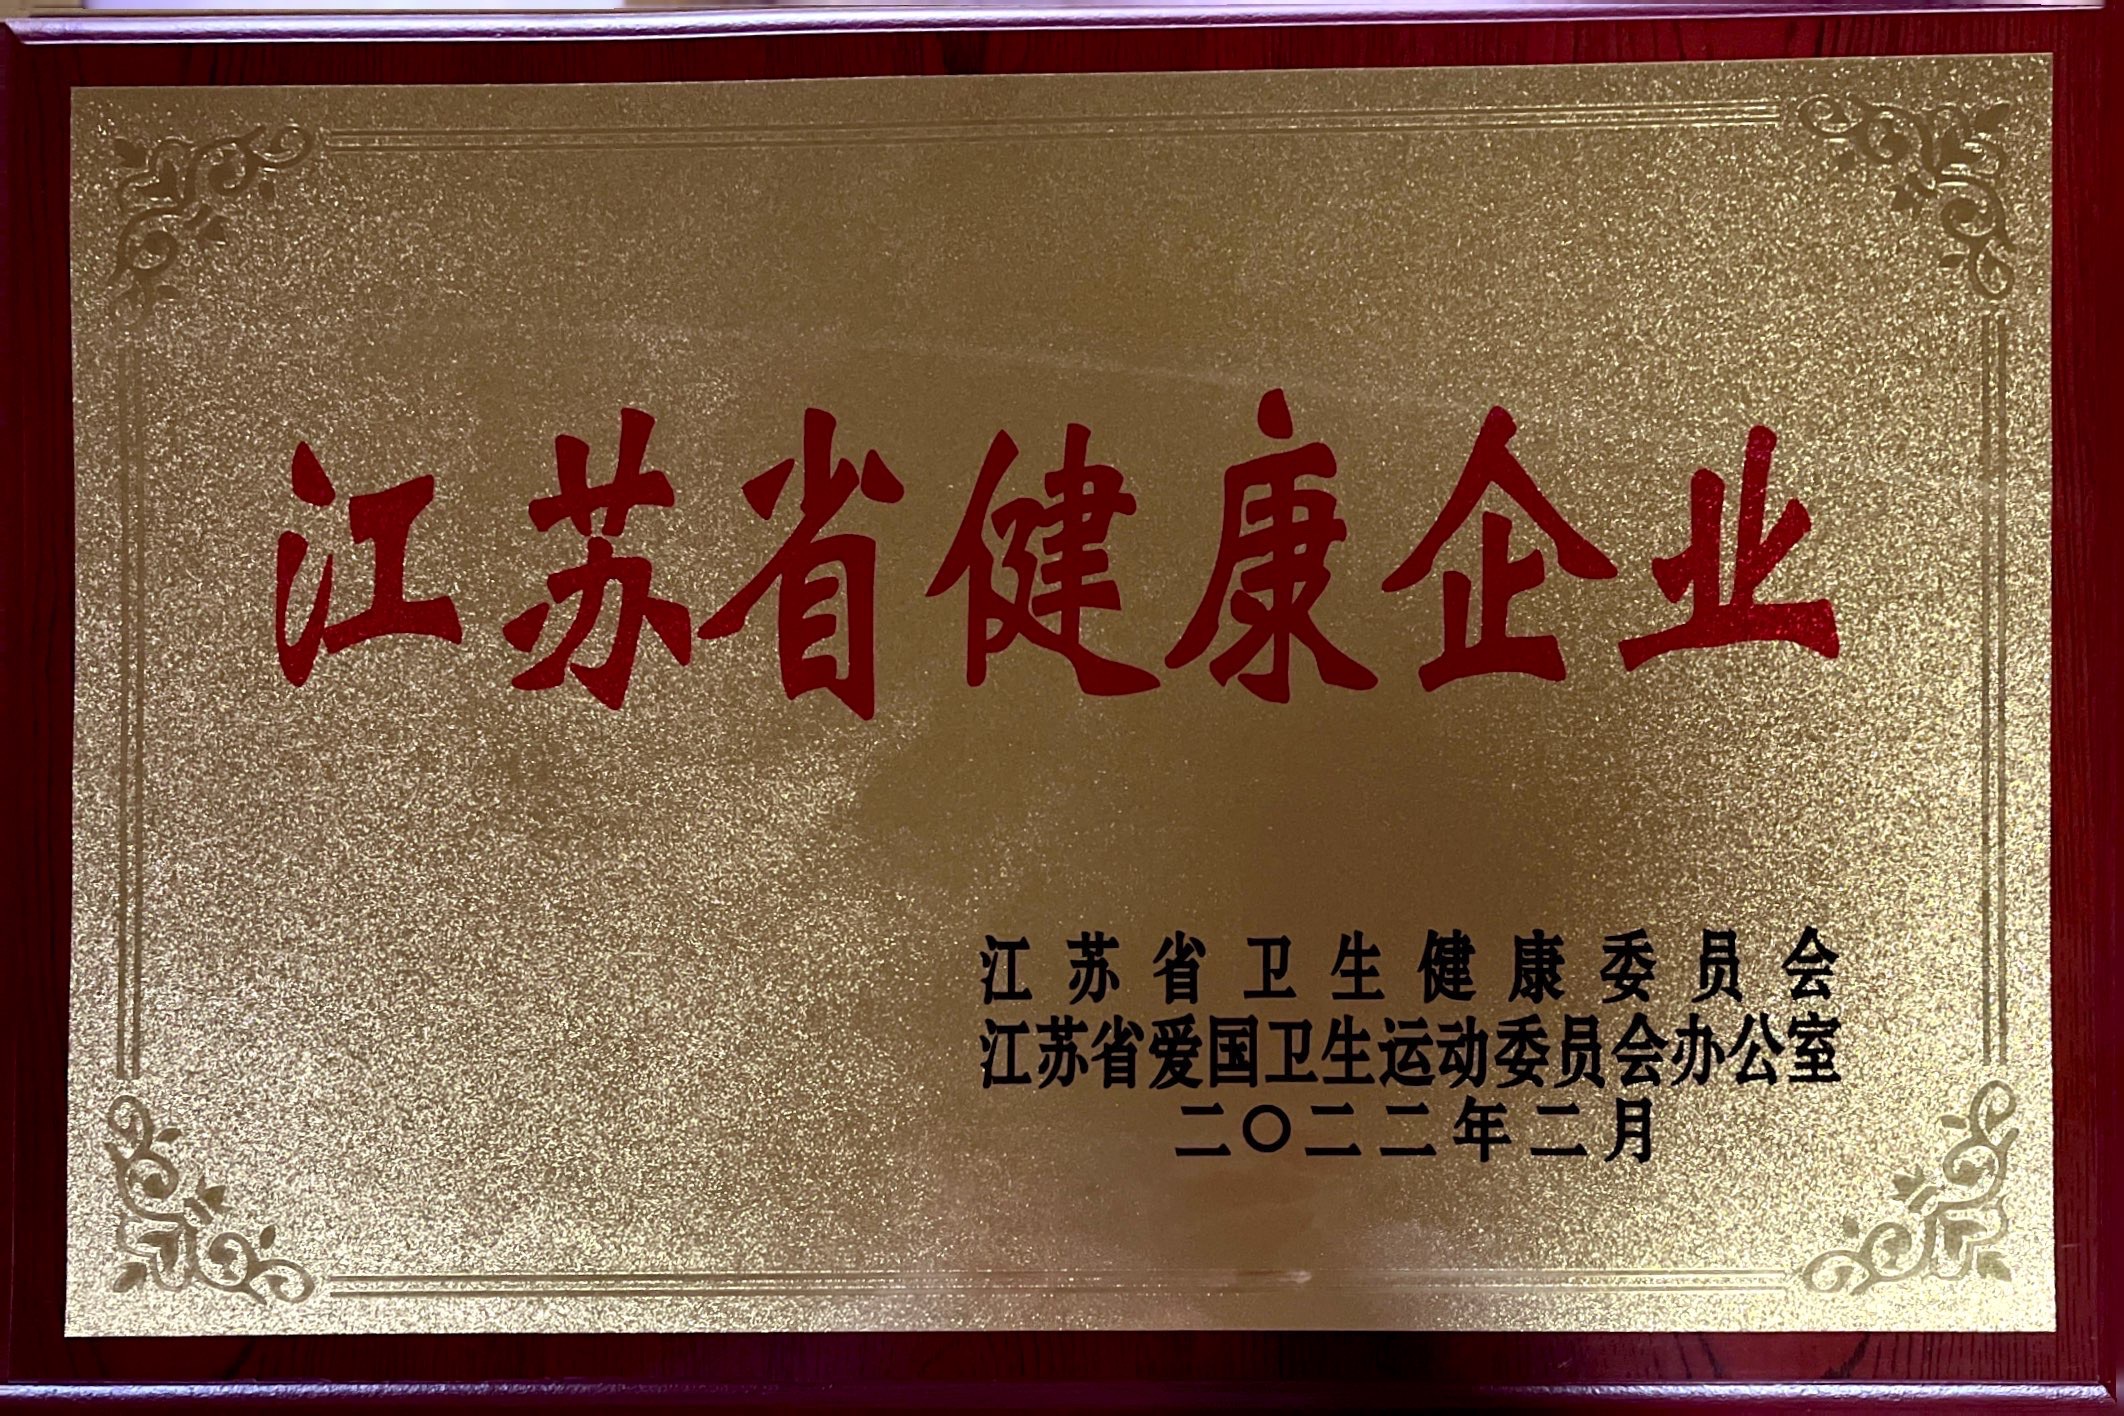 江苏省健康企业
江苏省卫生健康委员会
江苏省爱国卫生运动委员会办公室
二〇二二年二月